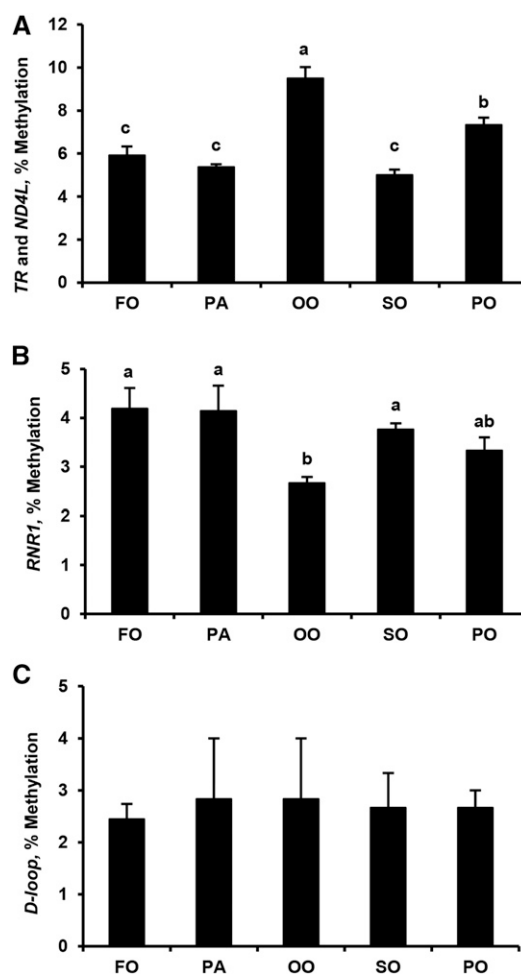 A
TR and ND4L, % Methylation
12
10
8
6
4
2
0
c
c
a
c
b
FO PA OO SO PO
B
RNR1, % Methylation
5
4
3
2
1
0
a
a
b
a
ab
FO PA OO SO PO
C
D-loop, % Methylation
5
4
3
2
1
0
FO PA OO SO PO